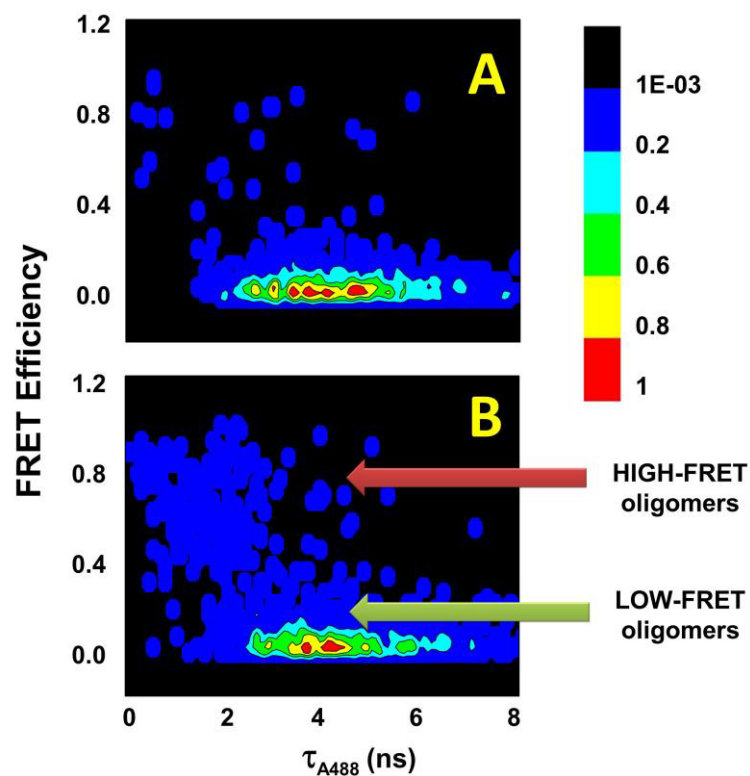 1.2
A
0.8
0.4
0.0
1E-03
0.2
0.4
0.6
0.8
1
FRET Efficiency
1.2
B
0.8
0.4
0.0
HIGH-FRET
oligomers
LOW-FRET
oligomers
0 2 4 6 8
τA488 (ns)